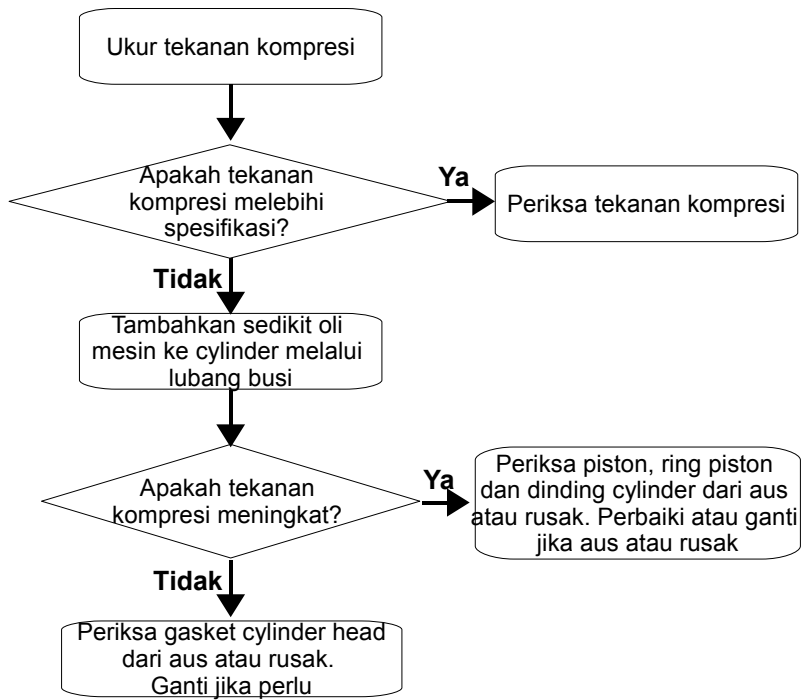 Ukur tekanan kompresi
Apakah tekanan
kompresi melebihi
spesifikasi?
Ya
Periksa tekanan kompresi
Tidak
Tambahkan sedikit oli
mesin ke cylinder melalui
lubang busi
Apakah tekanan
kompresi meningkat?
Ya
Periksa piston, ring piston
dan dinding cylinder dari aus
atau rusak. Perbaiki atau ganti
jika aus atau rusak
Tidak
Periksa gasket cylinder head
dari aus atau rusak.
Ganti jika perlu